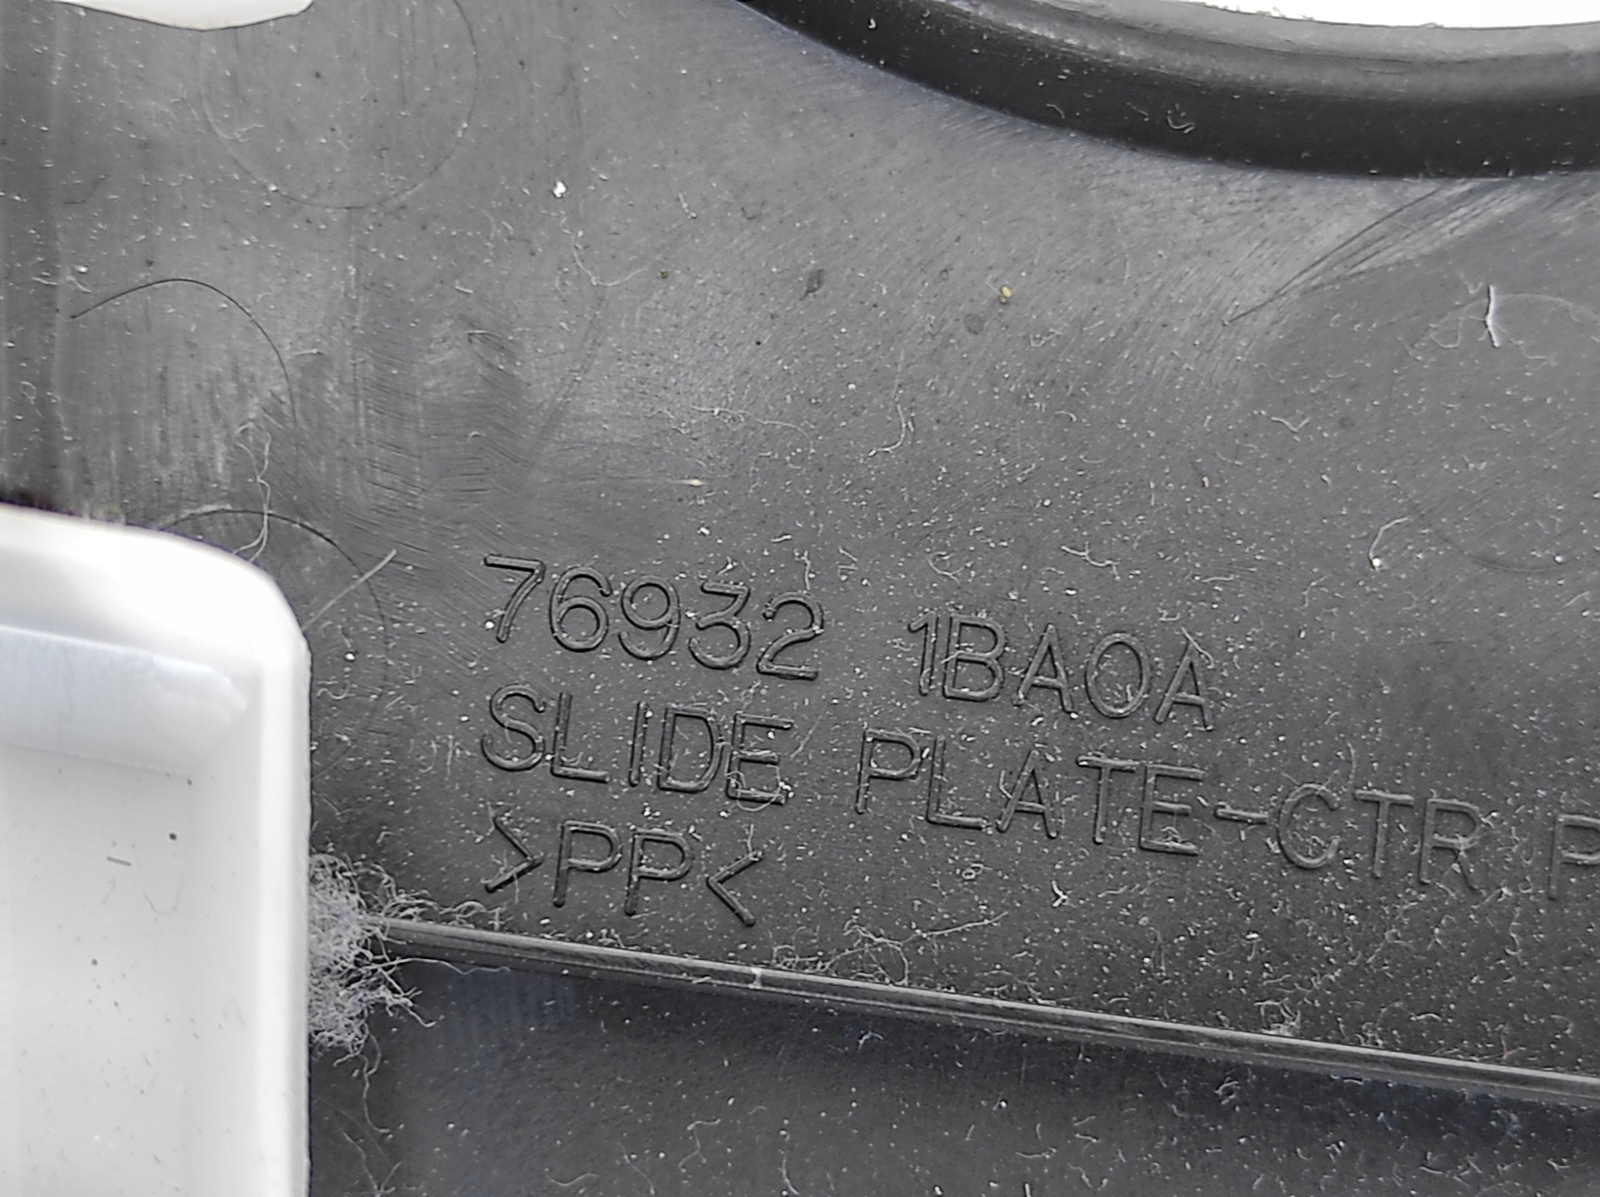 76932 1BA0A
SLIDE PLATE-CTR P
>PP<